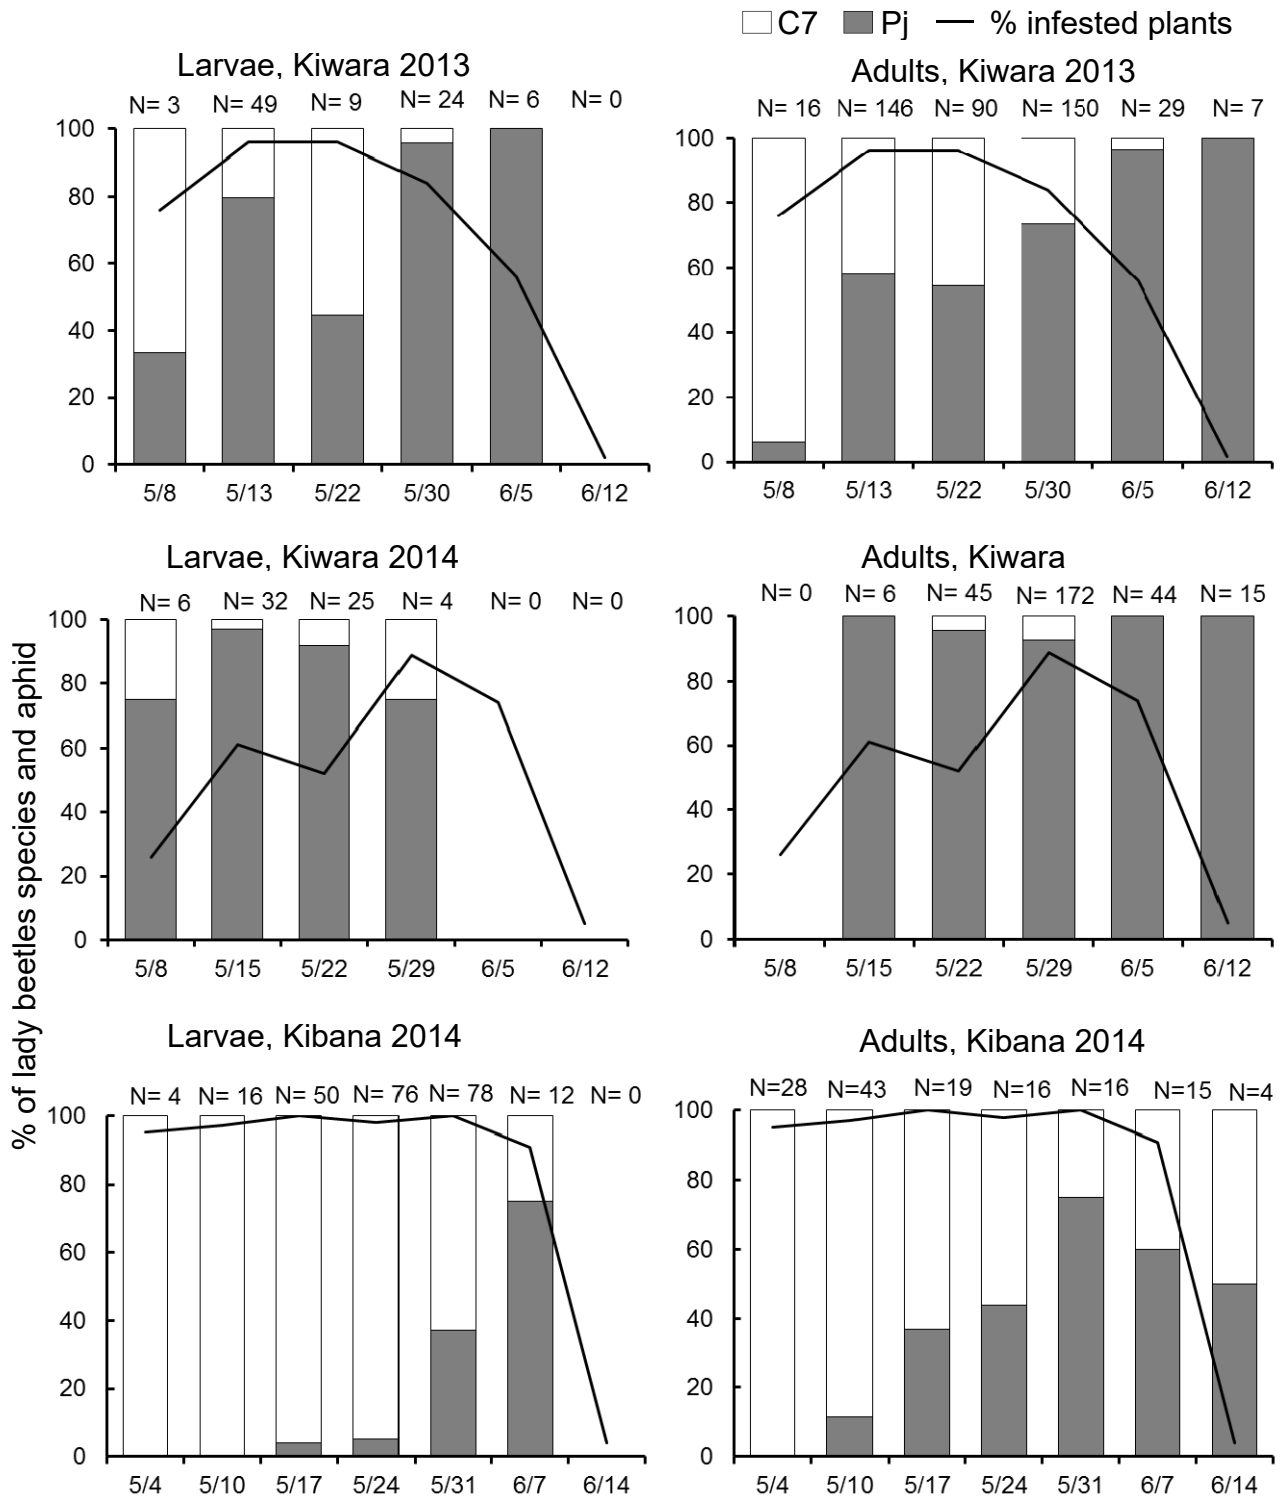 C7 Pj % infested plants
Larvae, Kiwara 2013
N= 3 N= 49 N= 9 N= 24 N= 6 N= 0
100
80
60
40
20
0
5/8 5/13 5/22 5/30 6/5 6/12
Adults, Kiwara 2013
N= 16 N= 146 N= 90 N= 150 N= 29 N= 7
100
80
60
40
20
0
5/8 5/13 5/22 5/30 6/5 6/12
% of lady beetles species and aphid
Larvae, Kiwara 2014
N= 6 N= 32 N= 25 N= 4 N= 0 N= 0
100
80
60
40
20
0
5/8 5/15 5/22 5/29 6/5 6/12
Adults, Kiwara
N= 0 N= 6 N= 45 N= 172 N= 44 N= 15
100
80
60
40
20
0
5/8 5/15 5/22 5/29 6/5 6/12
Larvae, Kibana 2014
N= 4 N= 16 N= 50 N= 76 N= 78 N= 12 N= 0
100
80
60
40
20
0
5/4 5/10 5/17 5/24 5/31 6/7 6/14
Adults, Kibana 2014
N=28 N=43 N=19 N=16 N=16 N=15 N=4
100
80
60
40
20
0
5/4 5/10 5/17 5/24 5/31 6/7 6/14